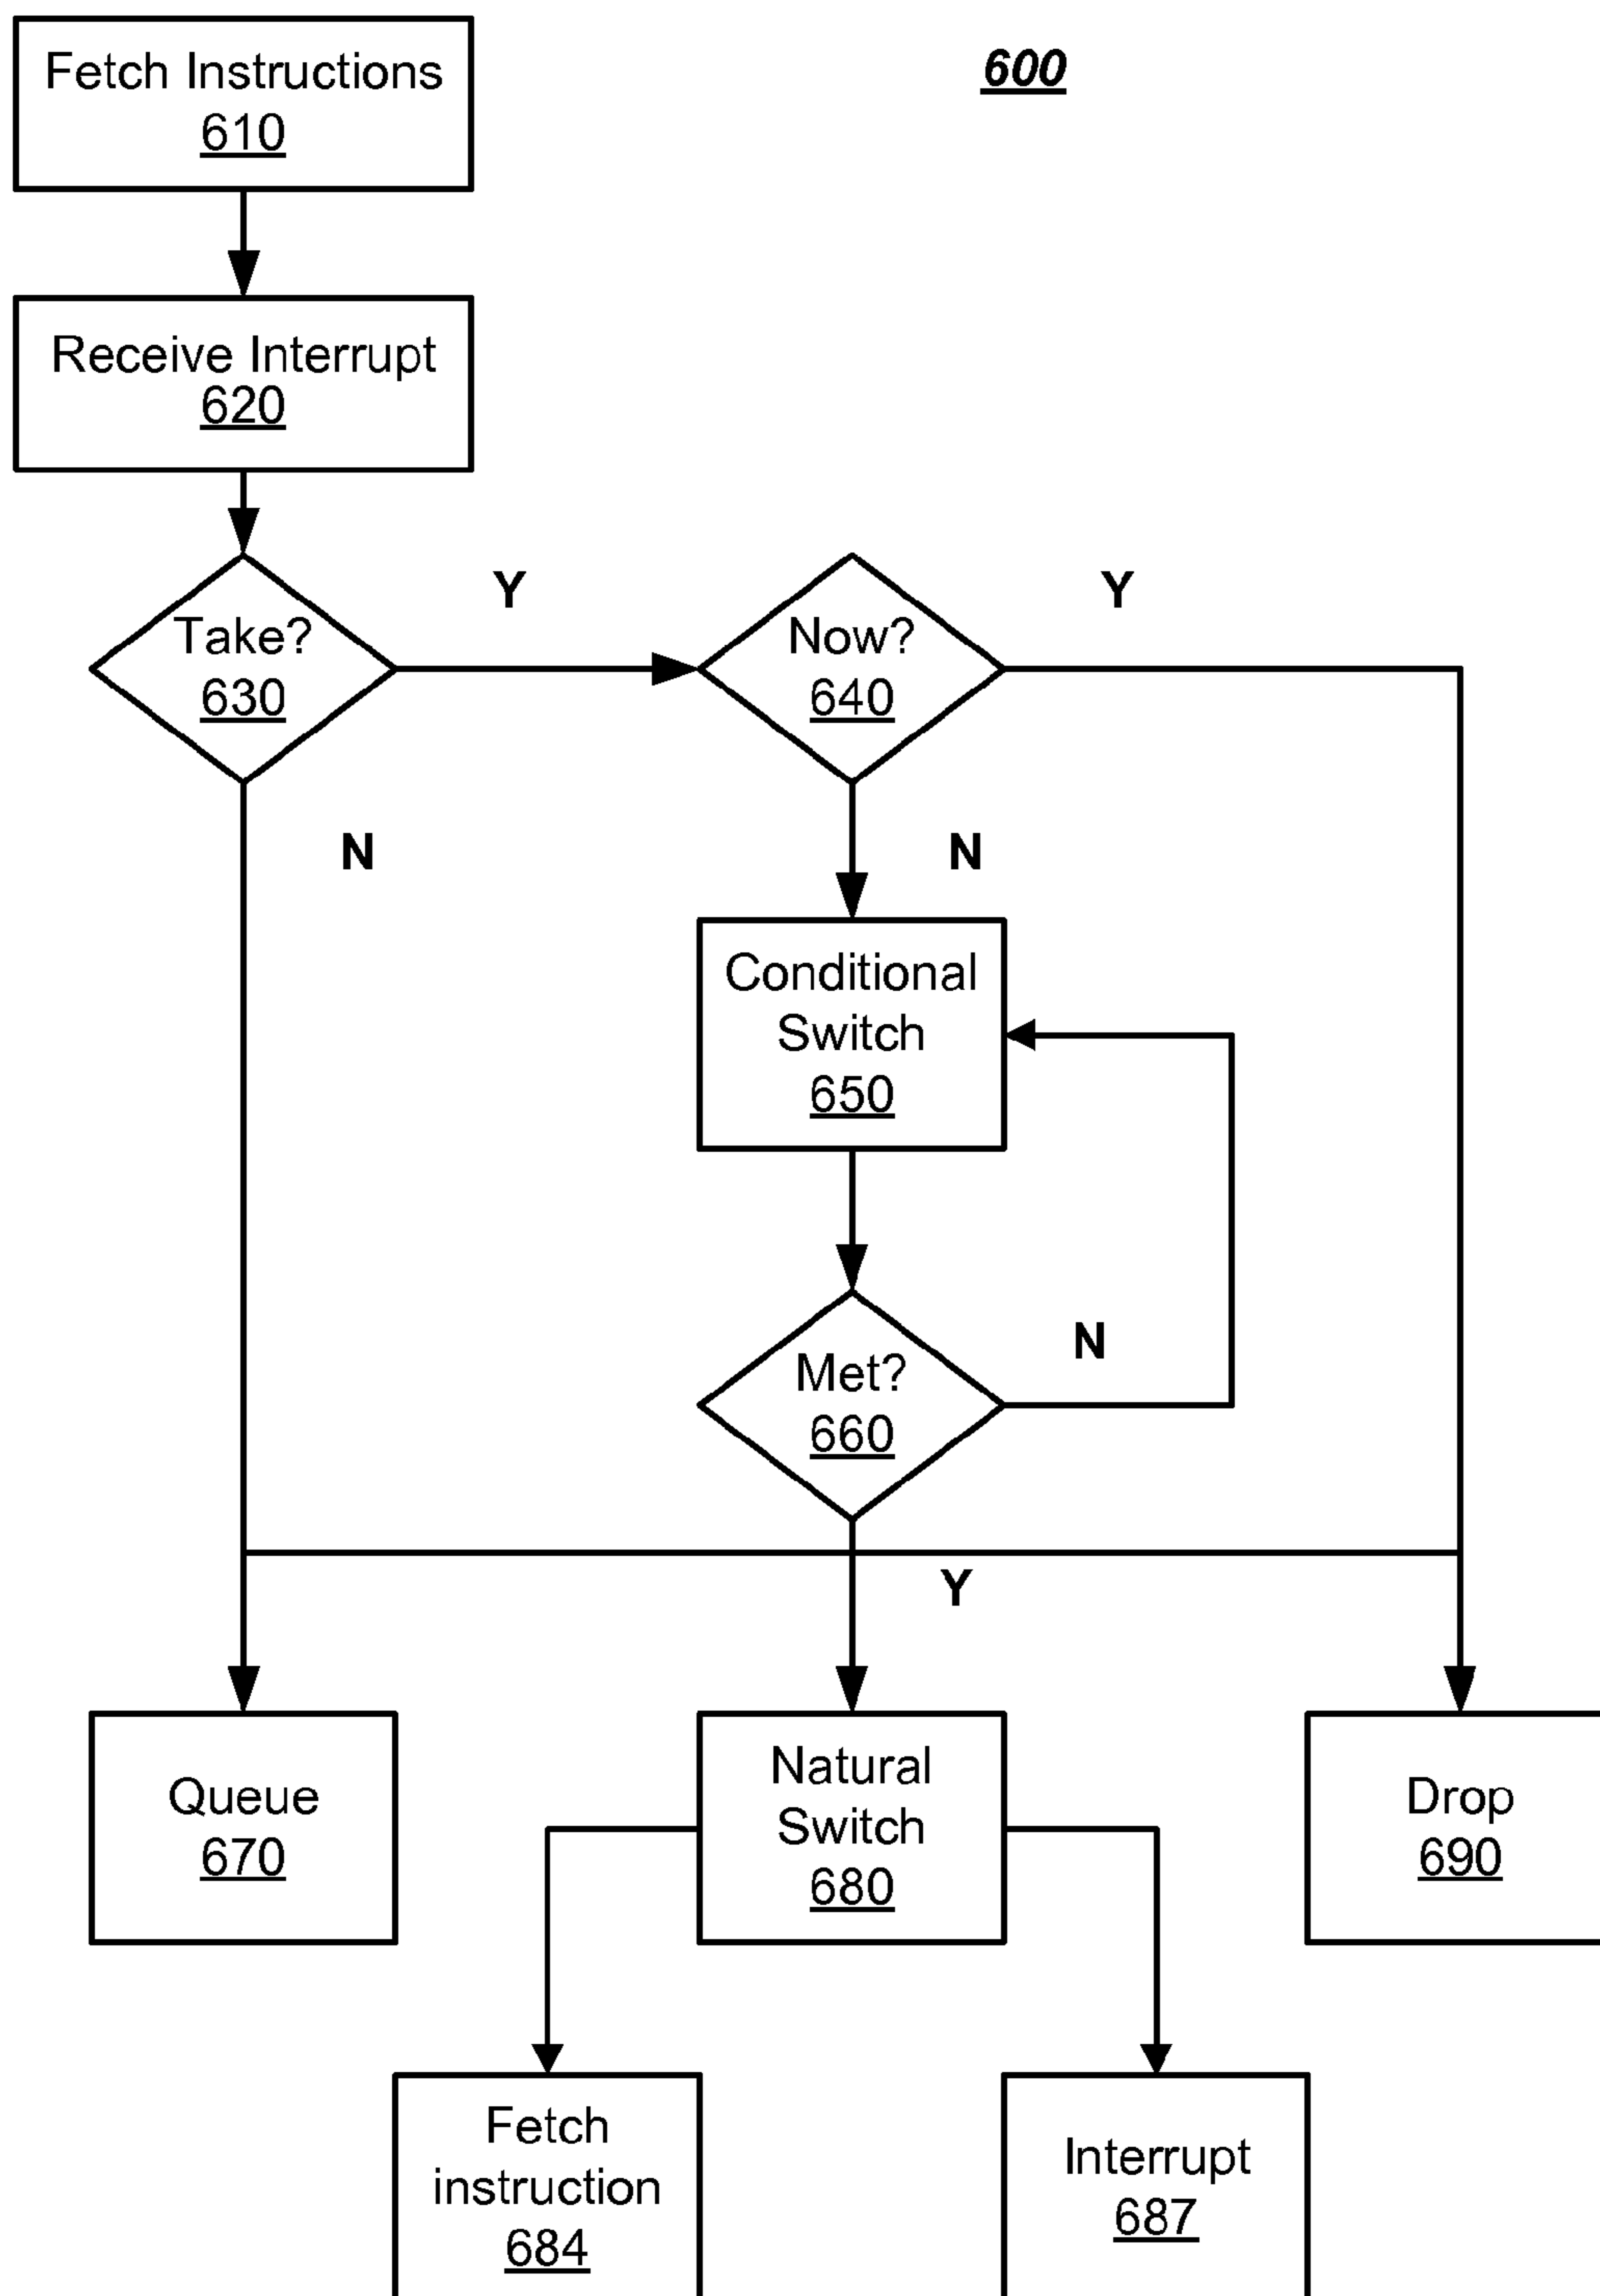 Fetch Instructions
610
600
Receive Interrupt
620
Y
Y
Take?
630
Now?
640
N
N
Conditional
Switch
650
N
Met?
660
Y
Queue
670
Natural
Switch
680
Drop
690
Fetch
instruction
684
Interrupt
687